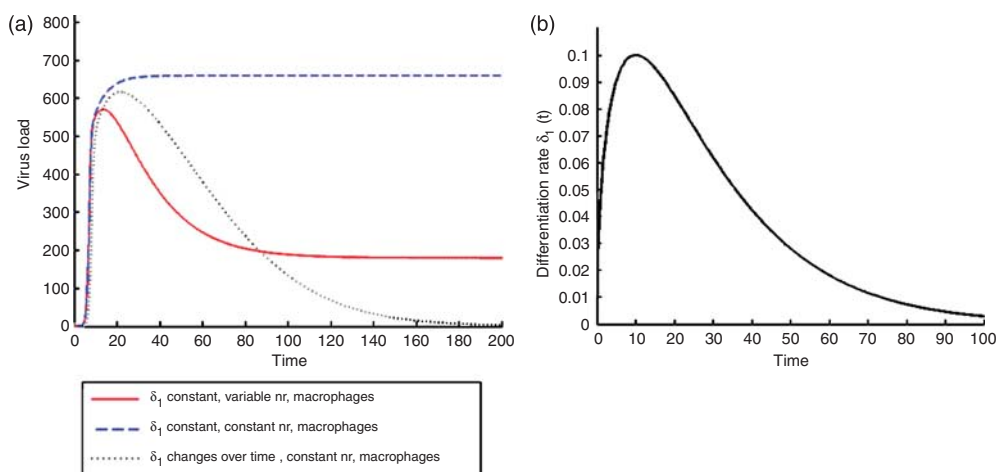 (a)
800
700
600
500
400
300
200
100
0
Virus load
0 20 40 60 80 100 120 140 160 180 200
Time
δ1 constant, variable nr, macrophages
δ1 constant, constant nr, macrophages
δ1 changes over time , constant nr, macrophages
(b)
0.1
0.09
0.08
0.07
0.06
0.05
0.04
0.03
0.02
0.01
0
Differentiation rate δ1 (t)
0 10 20 30 40 50 60 70 80 90 100
Time